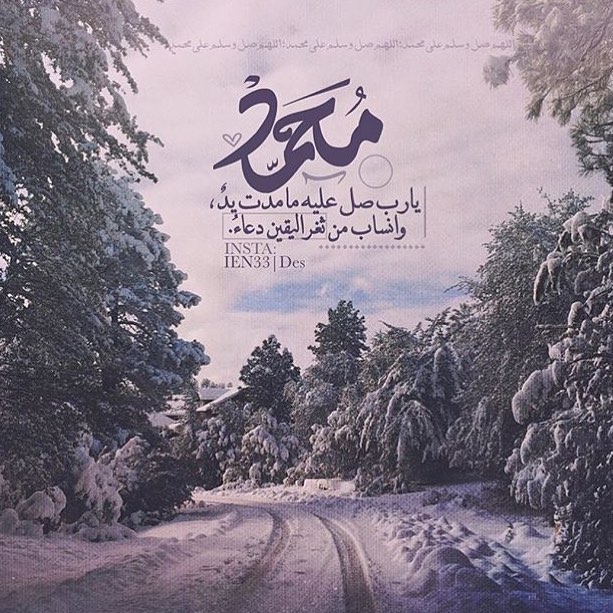 اللهم صل وسلم على محمد؛ اللهم صل وسلم على محمد؛ اللهم صل وسلم على محمد
مُحمَّدْ
يارب صل عليه ما مدت يدٌ،
وانساب من ثغر اليقين دعاءُ.
INSTA:
IEN33|Des